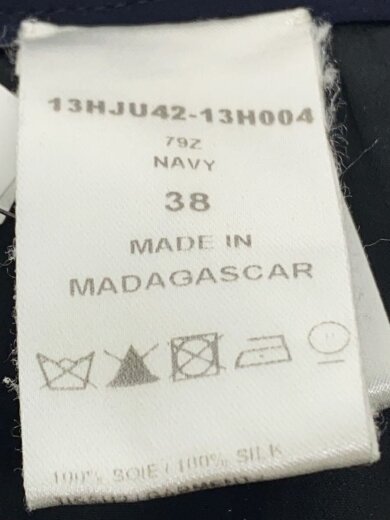 13HJU42-13H004
79Z
NAVY
38
MADE IN
MADAGASCAR
100% SOIE / 100% SILK